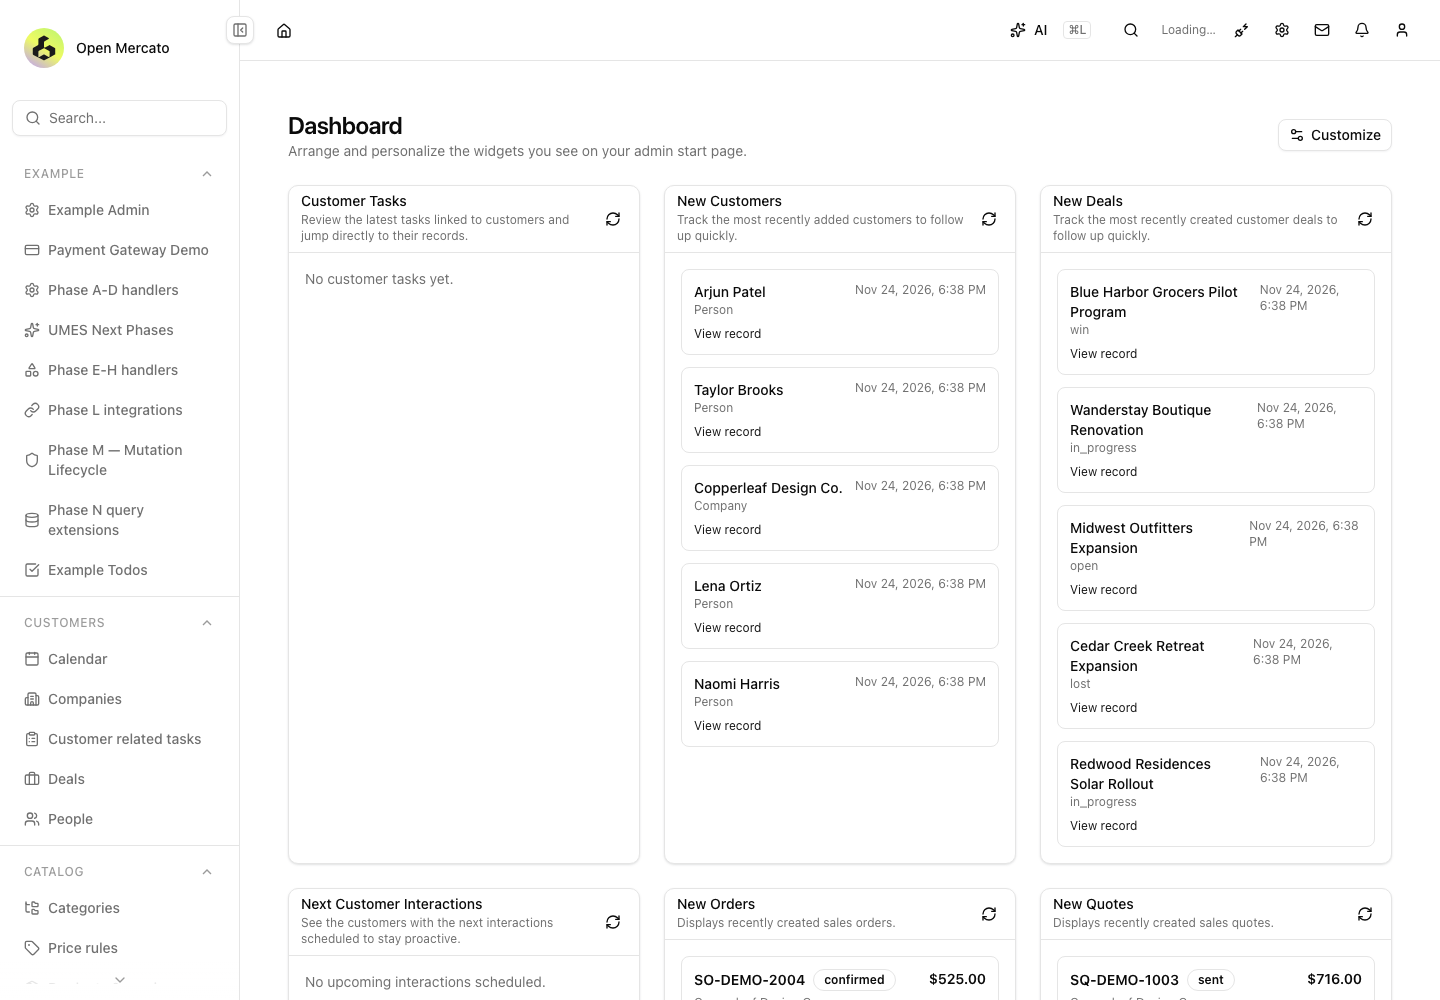 Open Mercato
AI ⌘L
Loading...
Search...
EXAMPLE
Example Admin
Payment Gateway Demo
Phase A-D handlers
UMES Next Phases
Phase E-H handlers
Phase L integrations
Phase M — Mutation
Lifecycle
Phase N query
extensions
Example Todos
CUSTOMERS
Calendar
Companies
Customer related tasks
Deals
People
CATALOG
Categories
Price rules
Dashboard
Arrange and personalize the widgets you see on your admin start page.
Customize
Customer Tasks
Review the latest tasks linked to customers and
jump directly to their records.
No customer tasks yet.
New Customers
Track the most recently added customers to follow
up quickly.
Arjun Patel
Nov 24, 2026, 6:38 PM
Person
View record
Taylor Brooks
Nov 24, 2026, 6:38 PM
Person
View record
Copperleaf Design Co.
Nov 24, 2026, 6:38 PM
Company
View record
Lena Ortiz
Nov 24, 2026, 6:38 PM
Person
View record
Naomi Harris
Nov 24, 2026, 6:38 PM
Person
View record
New Deals
Track the most recently created customer deals to
follow up quickly.
Blue Harbor Grocers Pilot
Program
Nov 24, 2026,
6:38 PM
win
View record
Wanderstay Boutique
Renovation
Nov 24, 2026,
6:38 PM
in_progress
View record
Midwest Outfitters
Expansion
Nov 24, 2026, 6:38
PM
open
View record
Cedar Creek Retreat
Expansion
Nov 24, 2026,
6:38 PM
lost
View record
Redwood Residences
Solar Rollout
Nov 24, 2026,
6:38 PM
in_progress
View record
Next Customer Interactions
See the customers with the next interactions
scheduled to stay proactive.
No upcoming interactions scheduled.
New Orders
Displays recently created sales orders.
SO-DEMO-2004 confirmed $525.00
New Quotes
Displays recently created sales quotes.
SQ-DEMO-1003 sent $716.00